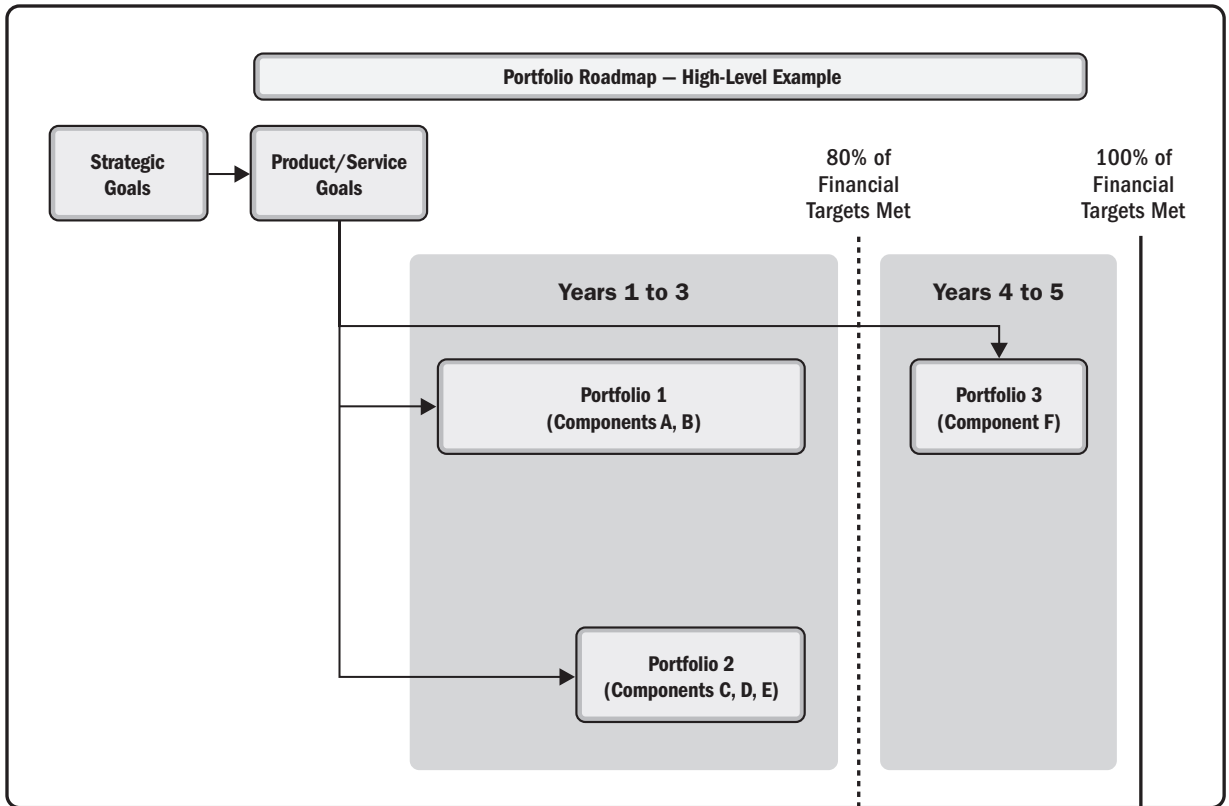 Portfolio Roadmap — High-Level Example
Strategic
Goals
Product/Service
Goals
80% of
Financial
Targets Met
100% of
Financial
Targets Met
Years 1 to 3
Years 4 to 5
Portfolio 1
(Components A, B)
Portfolio 3
(Component F)
Portfolio 2
(Components C, D, E)